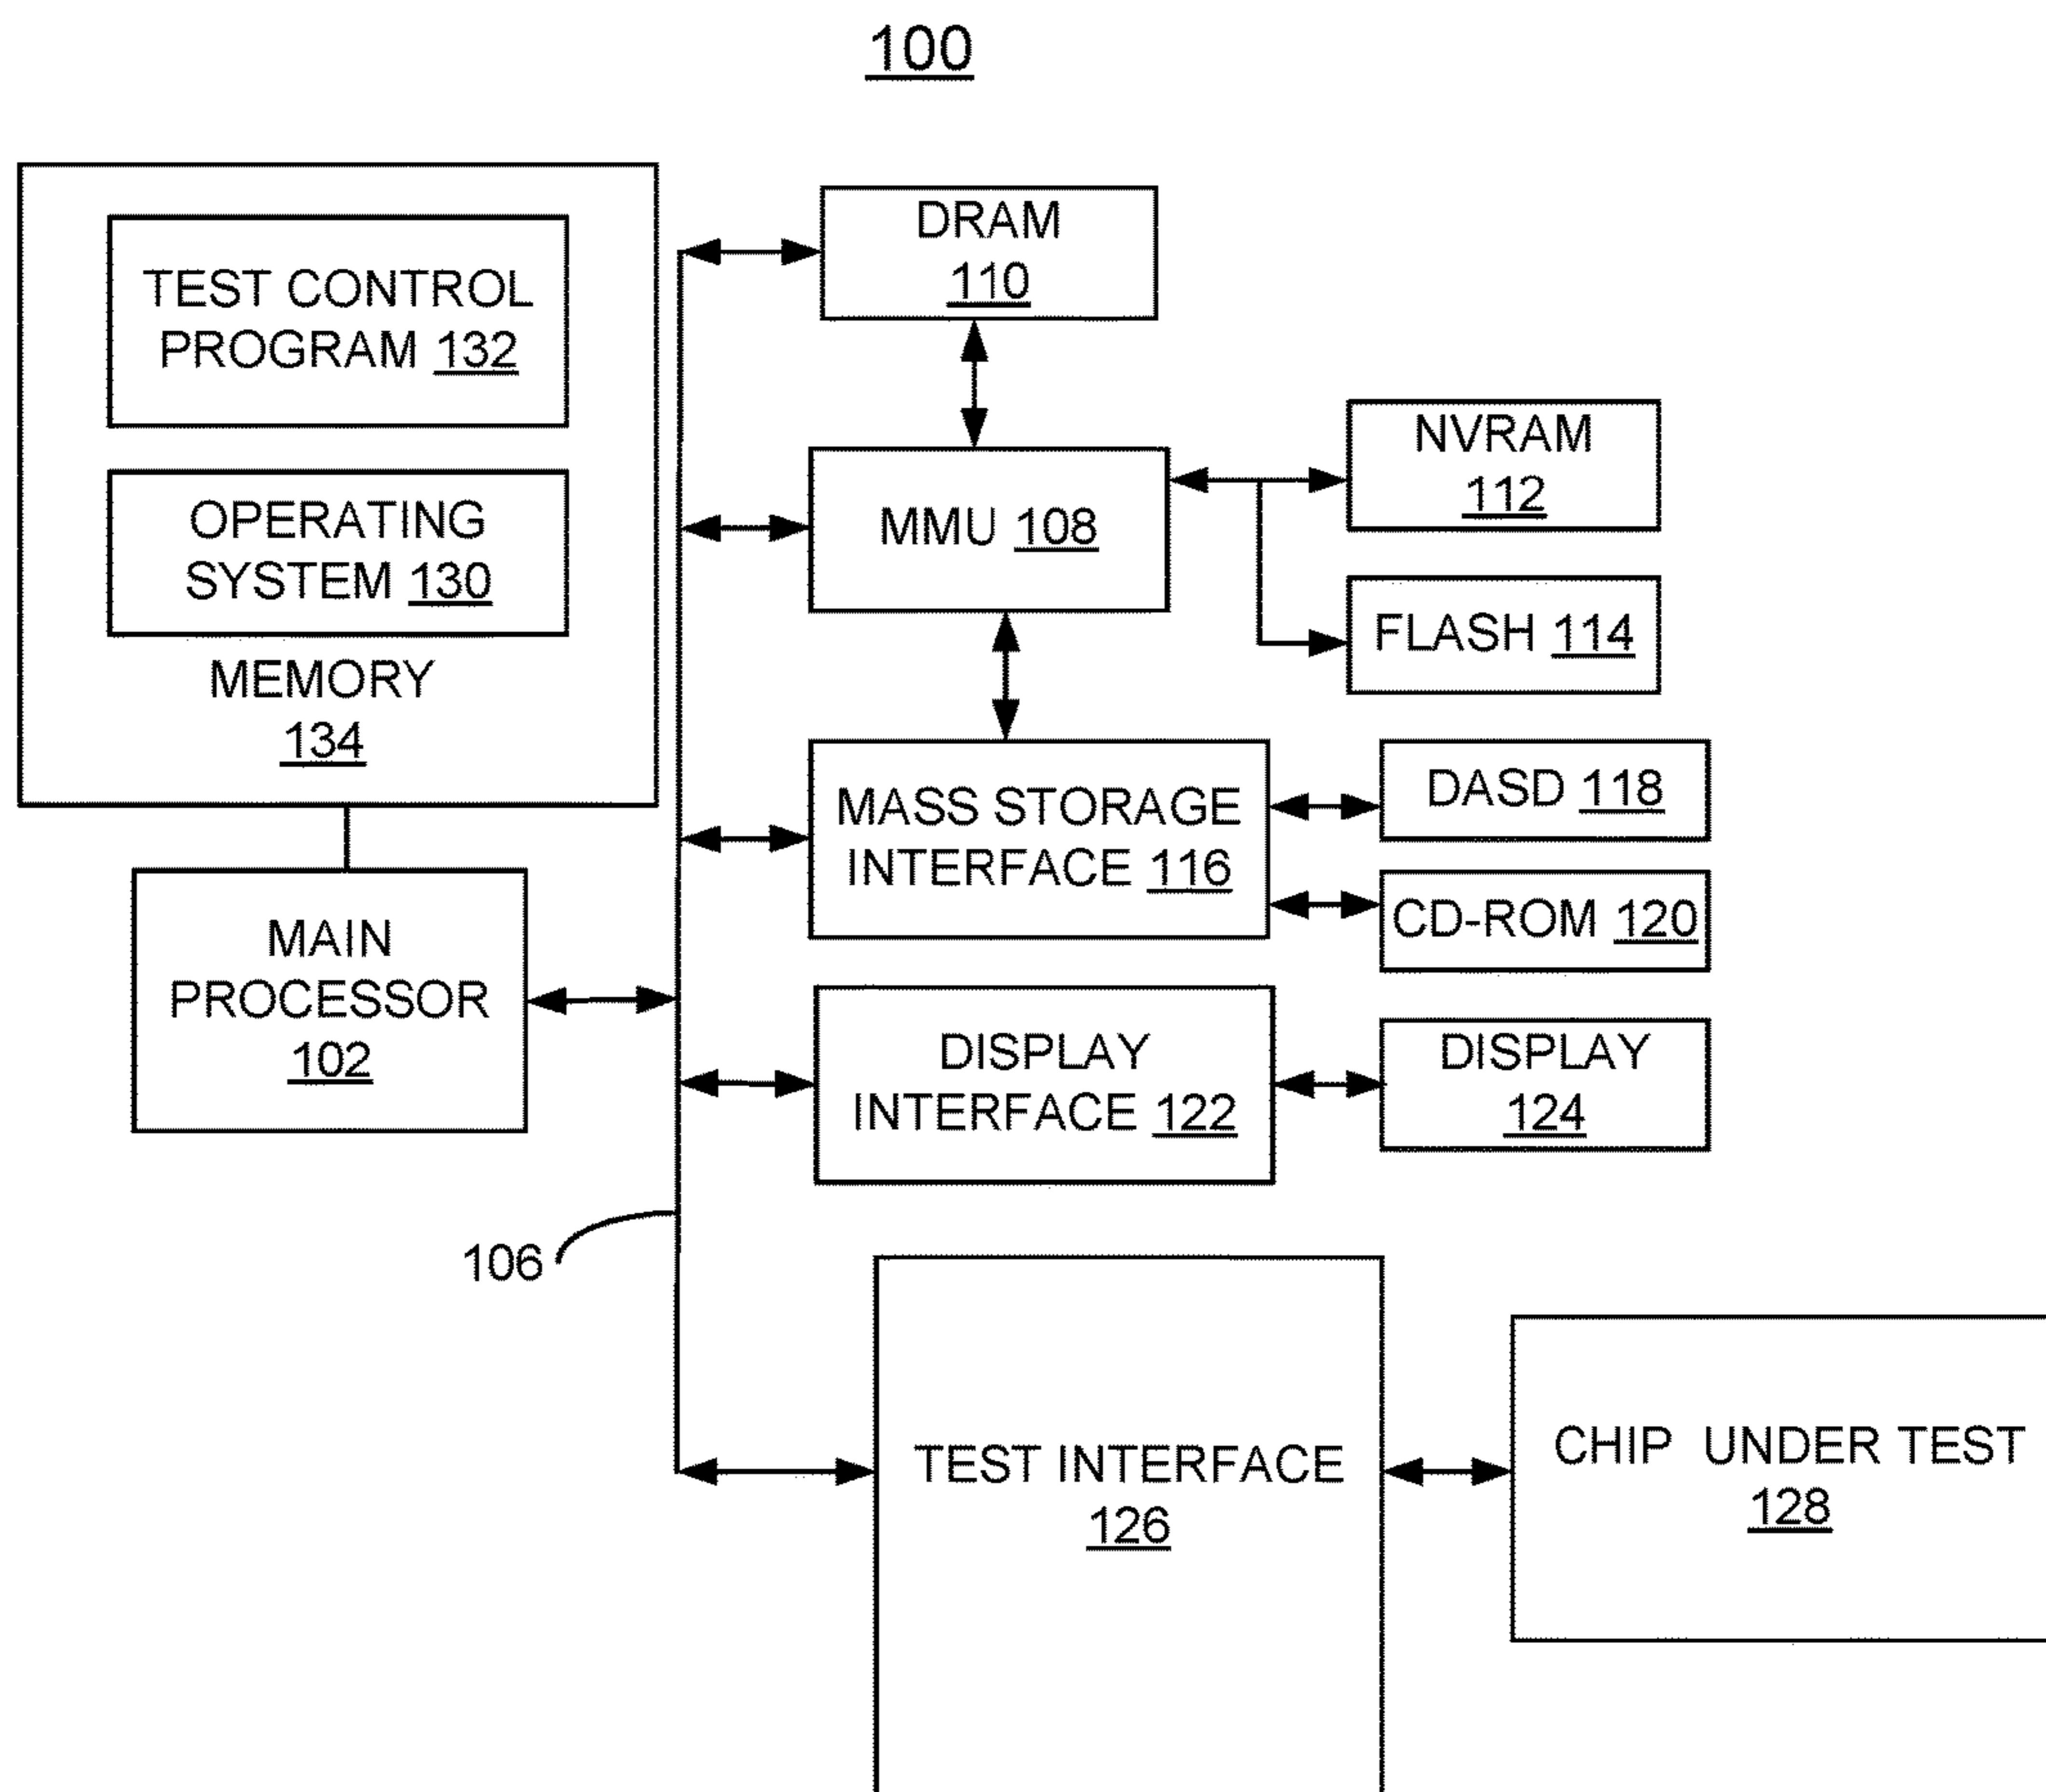 100
TEST CONTROL
PROGRAM 132
OPERATING
SYSTEM 130
MEMORY
134
MAIN
PROCESSOR
102
106
DRAM
110
MMU 108
NVRAM
112
FLASH 114
MASS STORAGE
INTERFACE 116
DASD 118
CD-ROM 120
DISPLAY
INTERFACE 122
DISPLAY
124
TEST INTERFACE
126
CHIP UNDER TEST
128